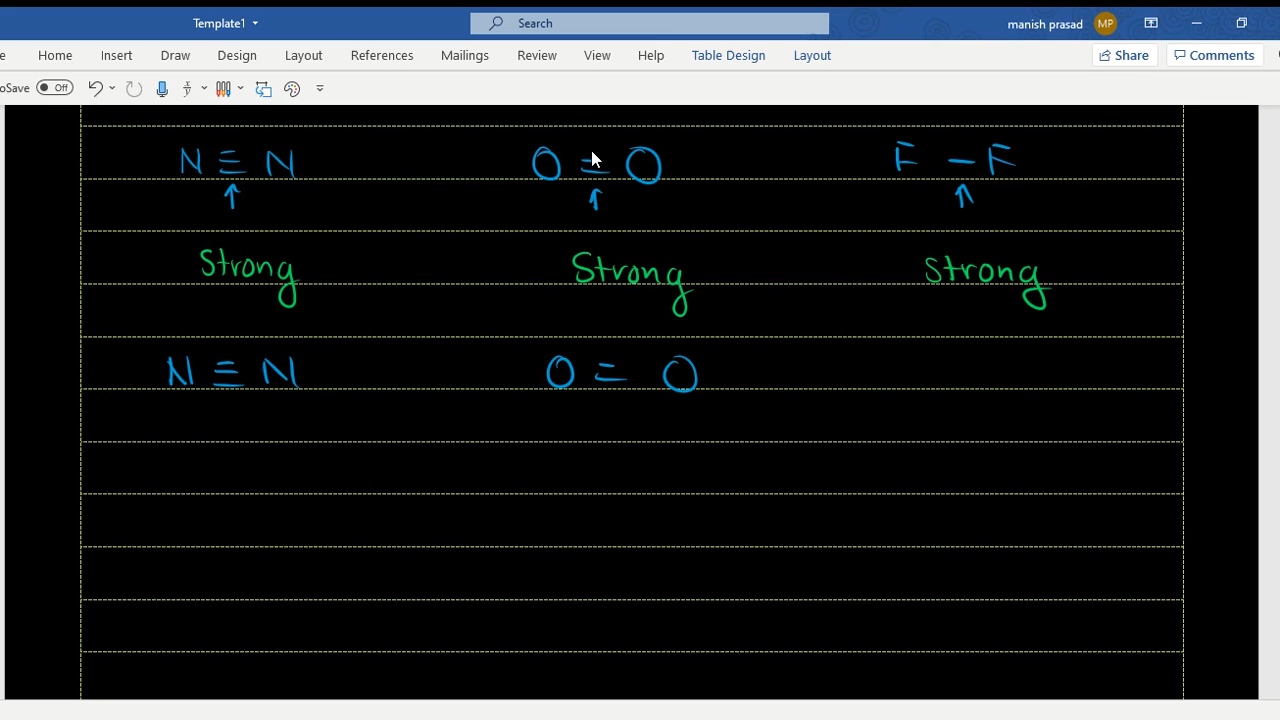 Template1 Search manish prasad MP
e Home Insert Draw Design Layout References Mailings Review View Help Table Design Layout Share Comments
oSave Off
N ≡ N O = O F – F
↑ ↑ ↑
Strong Strong Strong
N ≡ N O = O